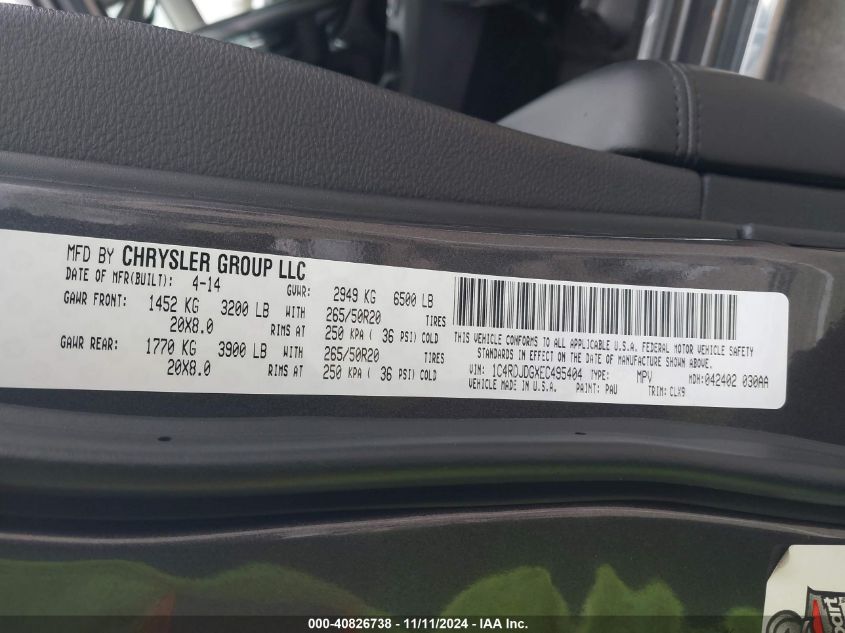 MFD BY CHRYSLER GROUP LLC
DATE OF MFR(BUILT): 4-14 GVWR: 2949 KG 6500 LB
GAWR FRONT: 1452 KG 3200 LB WITH 265/50R20 TIRES
20X8.0 RIMS AT 250 KPA ( 36 PSI) COLD
GAWR REAR: 1770 KG 3900 LB WITH 265/50R20 TIRES
20X8.0 RIMS AT 250 KPA ( 36 PSI) COLD
THIS VEHICLE CONFORMS TO ALL APPLICABLE U.S.A. FEDERAL MOTOR VEHICLE SAFETY
STANDARDS IN EFFECT ON THE DATE OF MANUFACTURE SHOWN ABOVE.
VIN: 1C4RDJDGXEC495404 TYPE: MPV MDH: 042402 030AA
VEHICLE MADE IN U.S.A. PAINT: PAU TRIM: CLX9
part
000-40826738 - 11/11/2024 - IAA Inc.